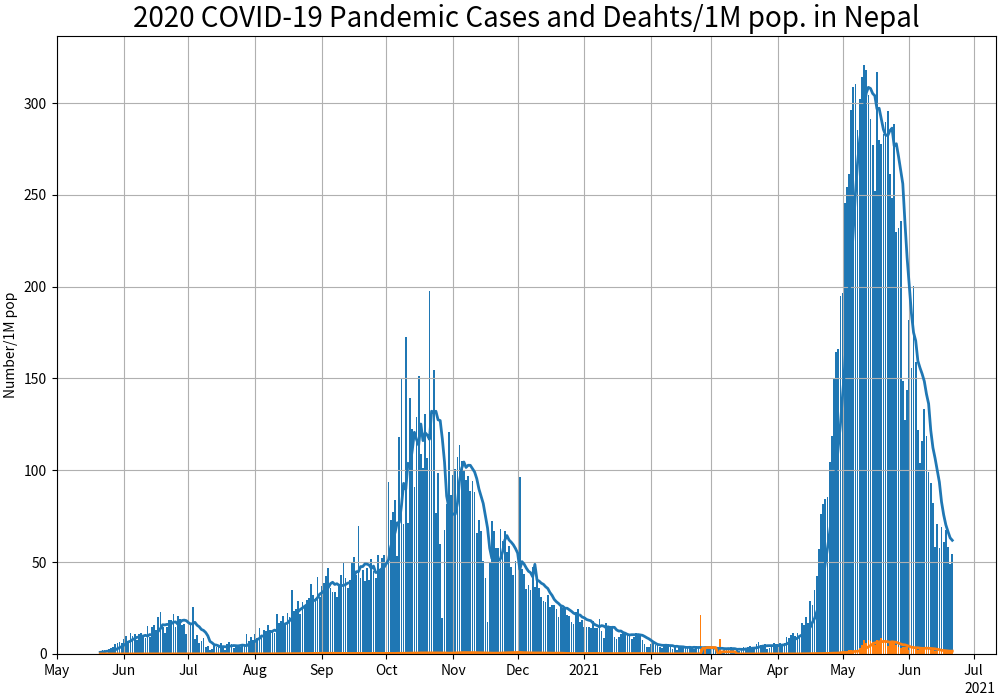 2020 COVID-19 Pandemic Cases and Deahts/1M pop. in Nepal
300
250
200
150
100
50
0
Number/1M pop
May Jun Jul Aug Sep Oct Nov Dec 2021 Feb Mar Apr May Jun Jul
2021